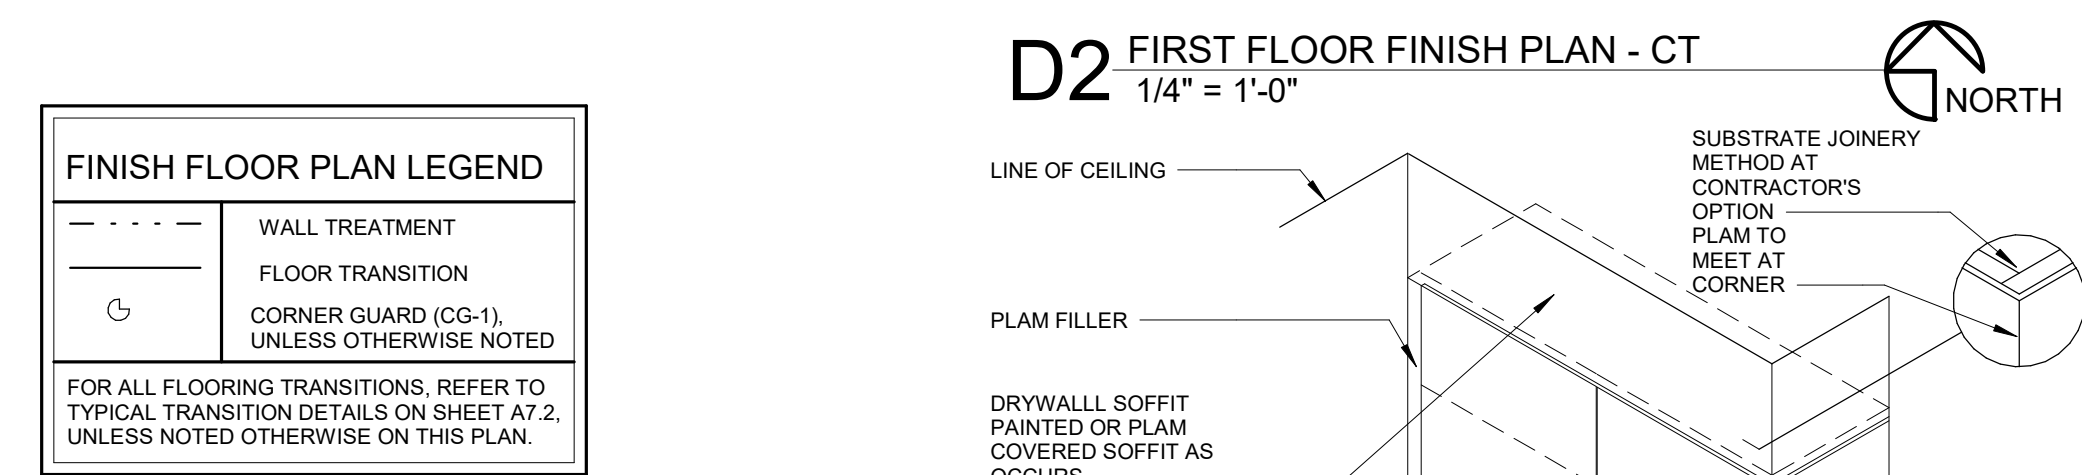 D2 FIRST FLOOR FINISH PLAN - CT
1/4" = 1'-0"
NORTH
FINISH FLOOR PLAN LEGEND
WALL TREATMENT
FLOOR TRANSITION
CORNER GUARD (CG-1),
UNLESS OTHERWISE NOTED
FOR ALL FLOORING TRANSITIONS, REFER TO
TYPICAL TRANSITION DETAILS ON SHEET A7.2,
UNLESS NOTED OTHERWISE ON THIS PLAN.
LINE OF CEILING
PLAM FILLER
DRYWALLL SOFFIT
PAINTED OR PLAM
COVERED SOFFIT AS
OCCURS
SUBSTRATE JOINERY
METHOD AT
CONTRACTOR'S
OPTION
PLAM TO
MEET AT
CORNER